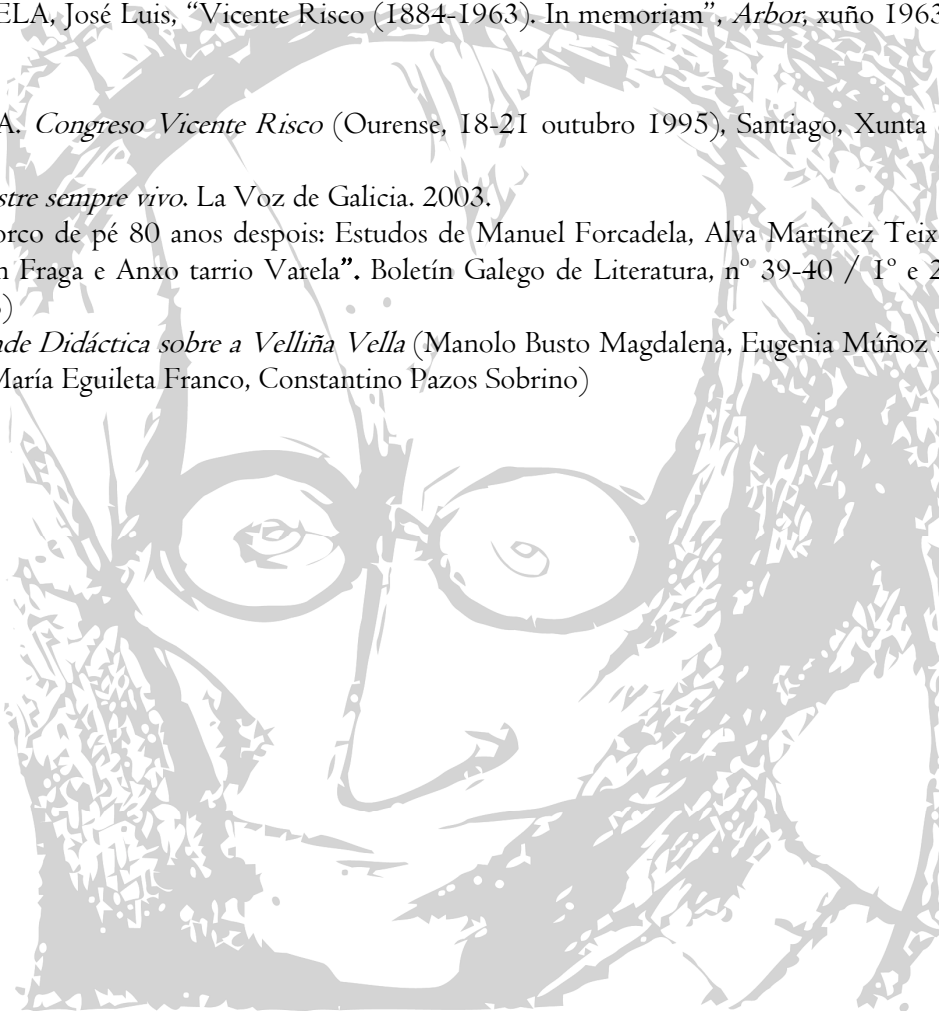 ELA, José Luis, “Vicente Risco (1884-1963). In memoriam”, Arbor, xuño 1963
A. Congreso Vicente Risco (Ourense, 18-21 outubro 1995), Santiago, Xunta
stre sempre vivo. La Voz de Galicia. 2003.
orco de pé 80 anos despois: Estudos de Manuel Forcadela, Alva Martínez Teix
n Fraga e Anxo tarrio Varela”. Boletín Galego de Literatura, nº 39-40 / 1º e 2
)
de Didáctica sobre a Velliña Vella (Manolo Busto Magdalena, Eugenia Múñoz
María Eguileta Franco, Constantino Pazos Sobrino)